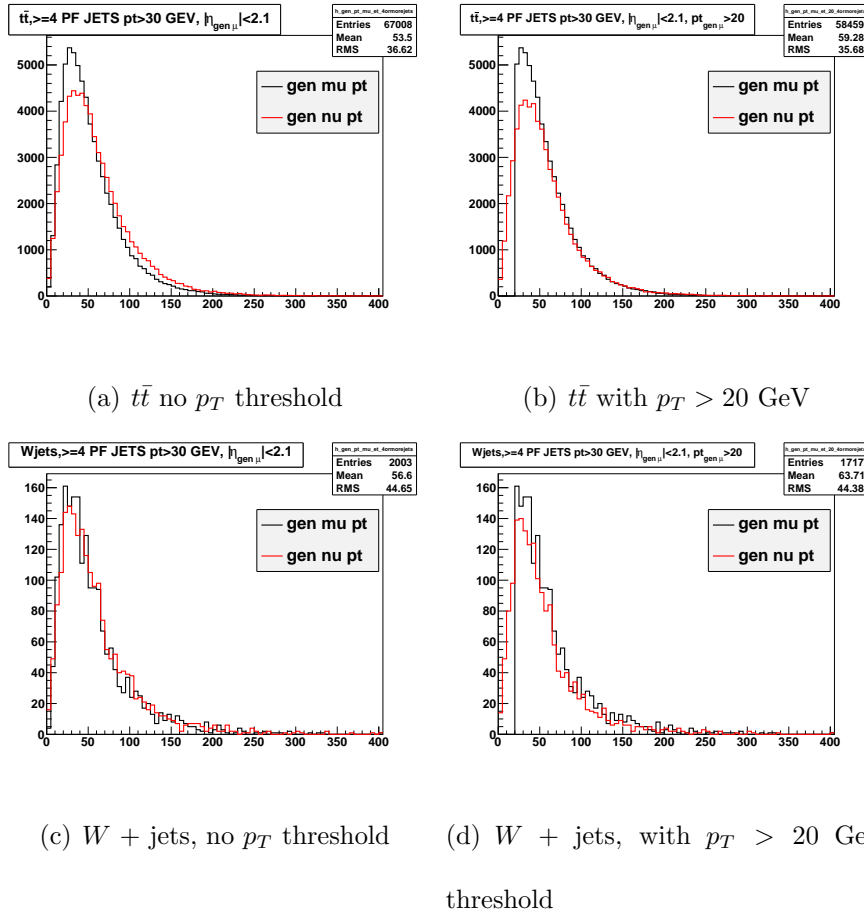 tt̄,>=4 PF JETS pt>30 GEV, |η_gen μ|<2.1
h_gen_pt_mu_et_4ormorejets
Entries 67008
Mean 53.5
RMS 36.62
gen mu pt
gen nu pt
5000
4000
3000
2000
1000
0
0 50 100 150 200 250 300 350 400
(a) tt̄ no p_T threshold
tt̄,>=4 PF JETS pt>30 GEV, |η_gen μ|<2.1, pt_gen μ>20
h_gen_pt_mu_et_20_4ormorejets
Entries 58459
Mean 59.28
RMS 35.68
gen mu pt
gen nu pt
5000
4000
3000
2000
1000
0
0 50 100 150 200 250 300 350 400
(b) tt̄ with p_T > 20 GeV
Wjets,>=4 PF JETS pt>30 GEV, |η_gen μ|<2.1
h_gen_pt_mu_et_4ormorejets
Entries 2003
Mean 56.6
RMS 44.65
gen mu pt
gen nu pt
160
140
120
100
80
60
40
20
0
0 50 100 150 200 250 300 350 400
(c) W + jets, no p_T threshold
Wjets,>=4 PF JETS pt>30 GEV, |η_gen μ|<2.1, pt_gen μ>20
h_gen_pt_mu_et_20_4ormorejets
Entries 1717
Mean 63.71
RMS 44.38
gen mu pt
gen nu pt
160
140
120
100
80
60
40
20
0
0 50 100 150 200 250 300 350 400
(d) W + jets, with p_T > 20 Ge
threshold